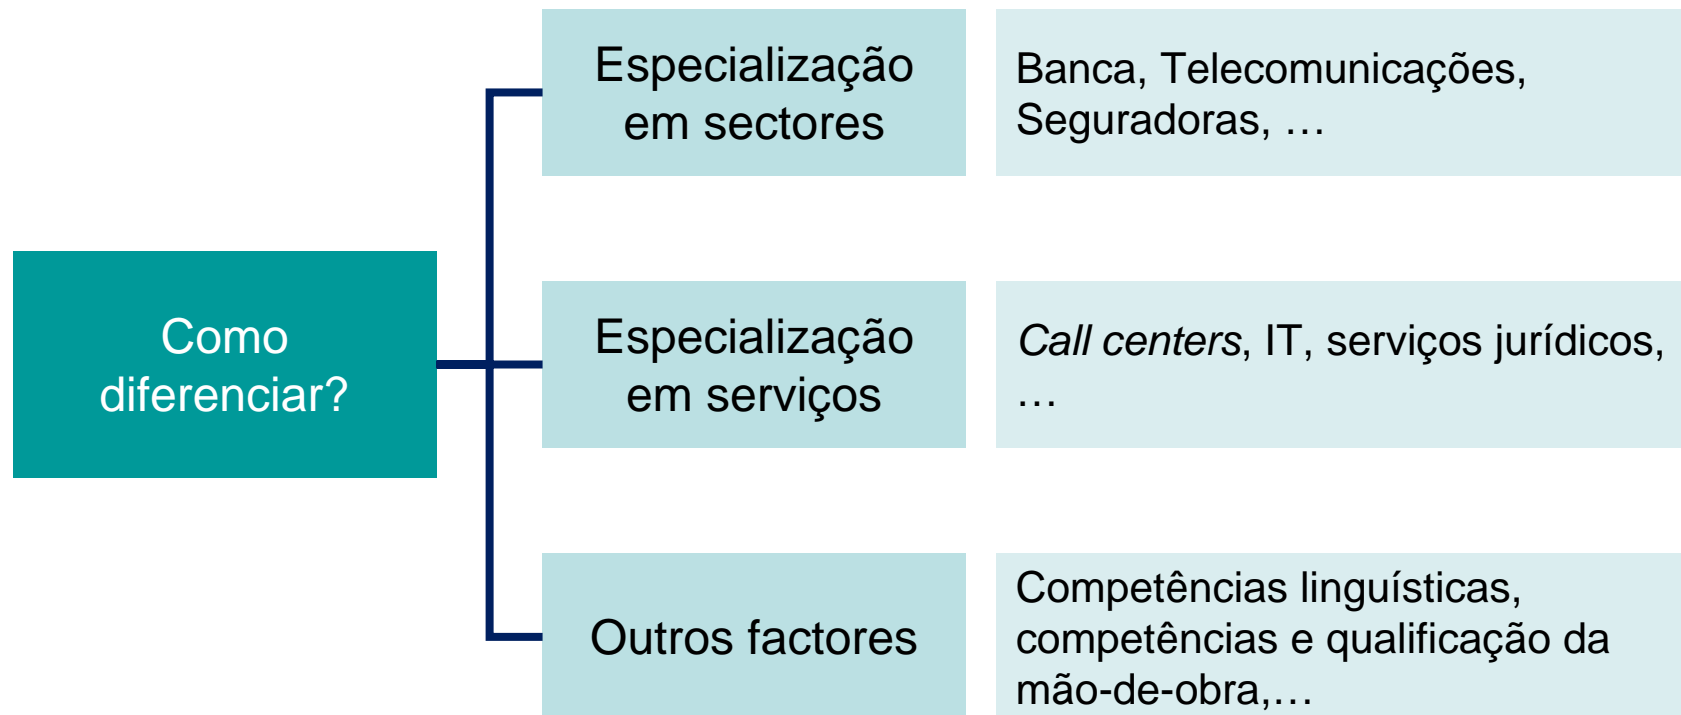 Como
diferenciar?
Especialização
em sectores
Banca, Telecomunicações,
Seguradoras, …
Especialização
em serviços
Call centers, IT, serviços jurídicos,
…
Outros factores
Competências linguísticas,
competências e qualificação da
mão-de-obra,…